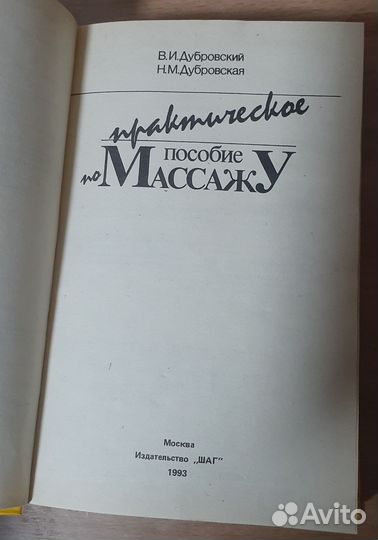 В.И.Дубровский
Н.М.Дубровская
практическое
пособие
по МассажУ
Москва
Издательство „ШАГ"
1993
Avito